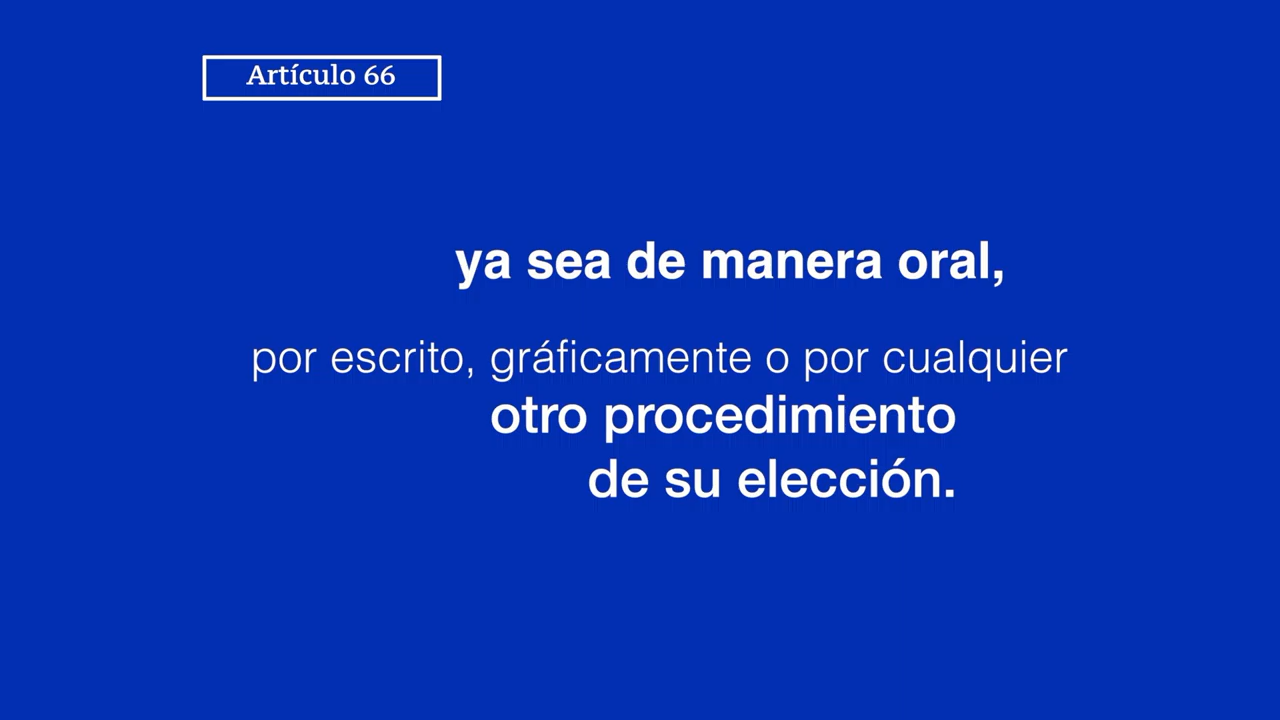 Artículo 66
ya sea de manera oral,
por escrito, gráficamente o por cualquier
otro procedimiento
de su elección.